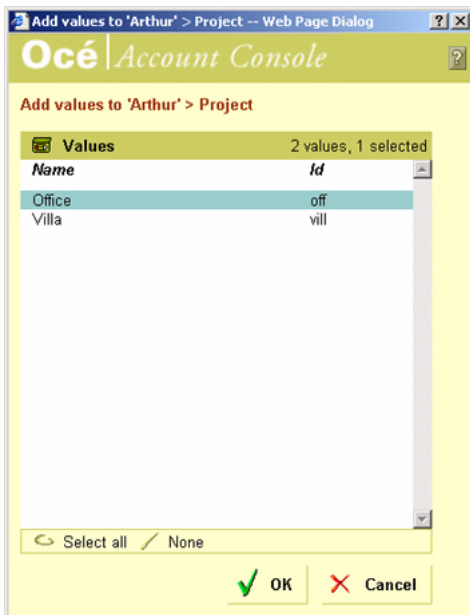 Add values to 'Arthur' > Project -- Web Page Dialog ? X
Océ Account Console ?
Add values to 'Arthur' > Project
Values 2 values, 1 selected
Name Id
Office off
Villa vill
Select all None
OK Cancel